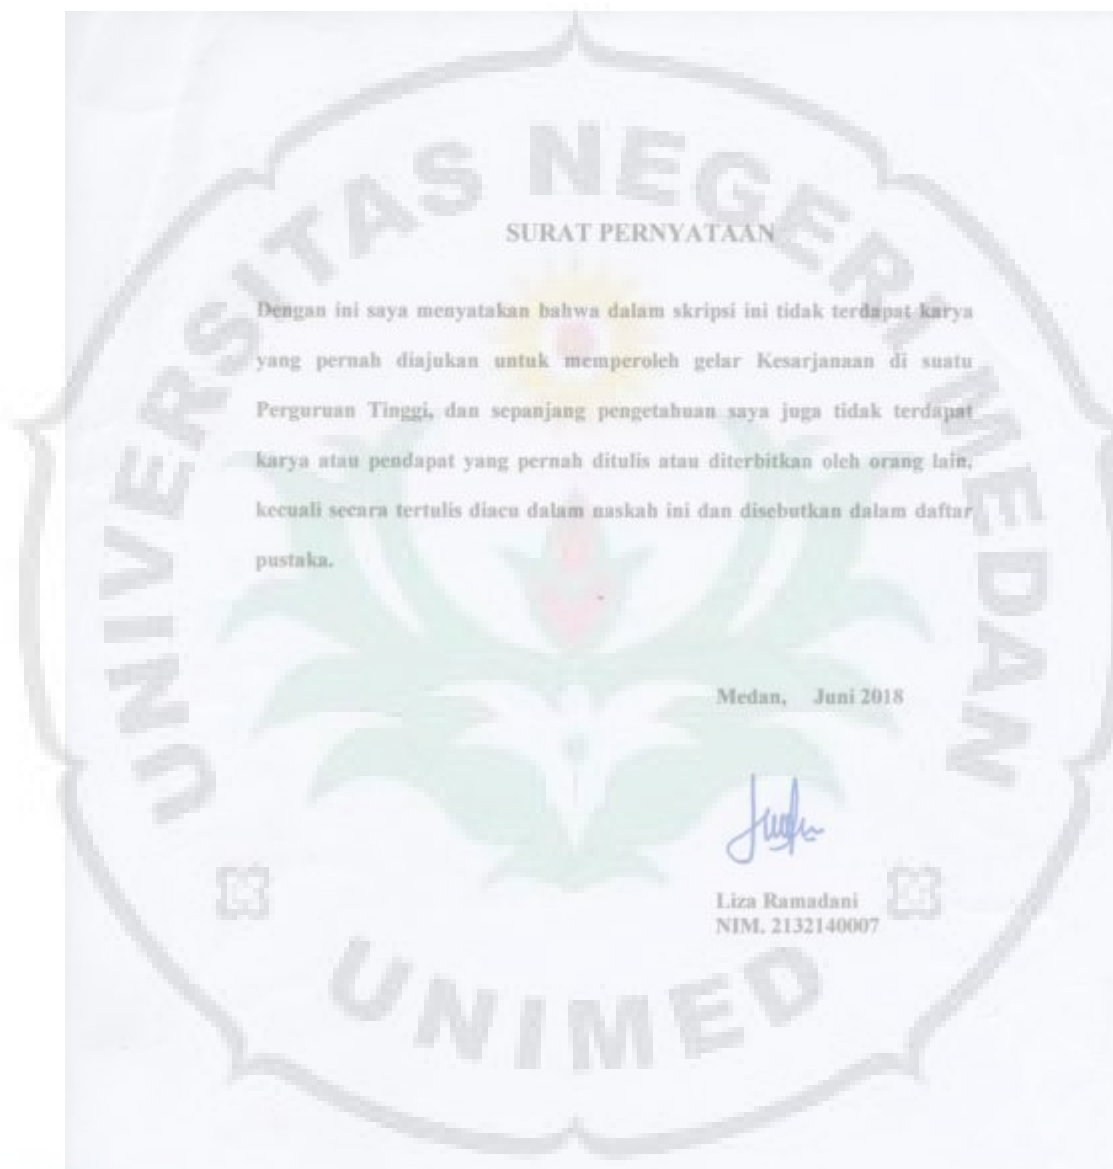 UNIVERSITAS NEGERI MEDAN
SURAT PERNYATAAN
Dengan ini saya menyatakan bahwa dalam skripsi ini tidak terdapat karya
yang pernah diajukan untuk memperoleh gelar Kesarjanaan di suatu
Perguruan Tinggi, dan sepanjang pengetahuan saya juga tidak terdapat
karya atau pendapat yang pernah ditulis atau diterbitkan oleh orang lain,
kecuali secara tertulis diacu dalam naskah ini dan disebutkan dalam daftar
pustaka.
Medan, Juni 2018
Liza Ramadani
NIM. 2132140007
UNIMED